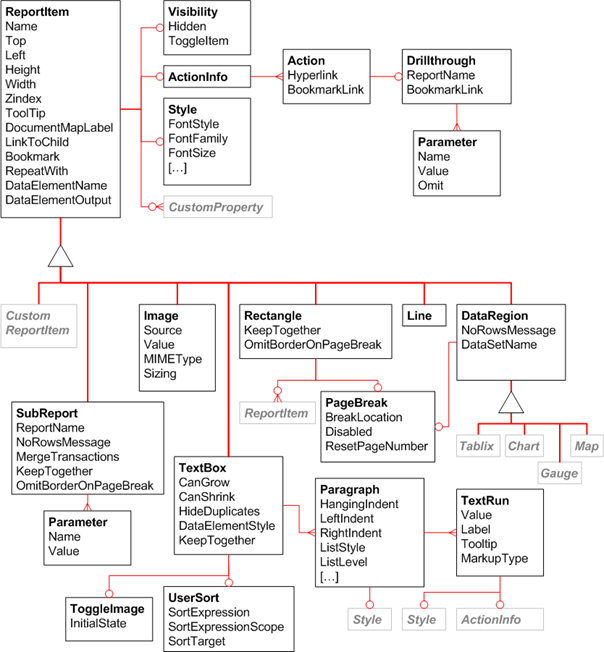 ReportItem
Name
Top
Left
Height
Width
Zindex
ToolTip
DocumentMapLabel
LinkToChild
Bookmark
RepeatWith
DataElementName
DataElementOutput
Visibility
Hidden
ToggleItem
ActionInfo
Style
FontStyle
FontFamily
FontSize
[...]
CustomProperty
Action
Hyperlink
BookmarkLink
Drillthrough
ReportName
BookmarkLink
Parameter
Name
Value
Omit
Custom
ReportItem
Image
Source
Value
MIMEType
Sizing
Rectangle
KeepTogether
OmitBorderOnPageBreak
Line
DataRegion
NoRowsMessage
DataSetName
ReportItem
PageBreak
BreakLocation
Disabled
ResetPageNumber
Tablix
Chart
Gauge
Map
SubReport
ReportName
NoRowsMessage
MergeTransactions
KeepTogether
OmitBorderOnPageBreak
Parameter
Name
Value
TextBox
CanGrow
CanShrink
HideDuplicates
DataElementStyle
KeepTogether
Paragraph
HangingIndent
LeftIndent
RightIndent
ListStyle
ListLevel
[...]
TextRun
Value
Label
Tooltip
MarkupType
ToggleImage
InitialState
UserSort
SortExpression
SortExpressionScope
SortTarget
Style
Style
ActionInfo